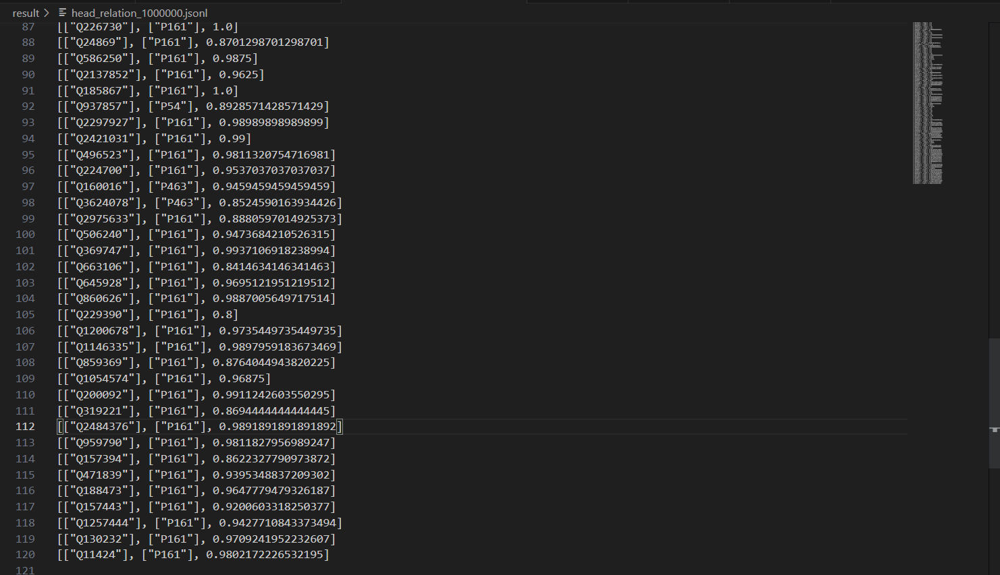 result > head_relation_1000000.jsonl
87 [["Q226730"], ["P161"], 1.0]
88 [["Q24869"], ["P161"], 0.8701298701298701]
89 [["Q586250"], ["P161"], 0.9875]
90 [["Q2137852"], ["P161"], 0.9625]
91 [["Q185867"], ["P161"], 1.0]
92 [["Q937857"], ["P54"], 0.8928571428571429]
93 [["Q2297927"], ["P161"], 0.98989898989899]
94 [["Q2421031"], ["P161"], 0.99]
95 [["Q496523"], ["P161"], 0.9811320754716981]
96 [["Q224700"], ["P161"], 0.9537037037037037]
97 [["Q160016"], ["P463"], 0.9459459459459459]
98 [["Q3624078"], ["P463"], 0.8524590163934426]
99 [["Q2975633"], ["P161"], 0.8880597014925373]
100 [["Q506240"], ["P161"], 0.9473684210526315]
101 [["Q369747"], ["P161"], 0.9937106918238994]
102 [["Q663106"], ["P161"], 0.8414634146341463]
103 [["Q645928"], ["P161"], 0.9695121951219512]
104 [["Q860626"], ["P161"], 0.9887005649717514]
105 [["Q229390"], ["P161"], 0.8]
106 [["Q1200678"], ["P161"], 0.9735449735449735]
107 [["Q1146335"], ["P161"], 0.9897959183673469]
108 [["Q859369"], ["P161"], 0.8764044943820225]
109 [["Q1054574"], ["P161"], 0.96875]
110 [["Q200092"], ["P161"], 0.9911242603550295]
111 [["Q319221"], ["P161"], 0.8694444444444445]
112 [["Q2484376"], ["P161"], 0.9891891891891892]
113 [["Q959790"], ["P161"], 0.9811827956989247]
114 [["Q157394"], ["P161"], 0.8622327790973872]
115 [["Q471839"], ["P161"], 0.9395348837209302]
116 [["Q188473"], ["P161"], 0.9647779479326187]
117 [["Q157443"], ["P161"], 0.9200603318250377]
118 [["Q1257444"], ["P161"], 0.9427710843373494]
119 [["Q130232"], ["P161"], 0.9709241952232607]
120 [["Q11424"], ["P161"], 0.9802172226532195]
121